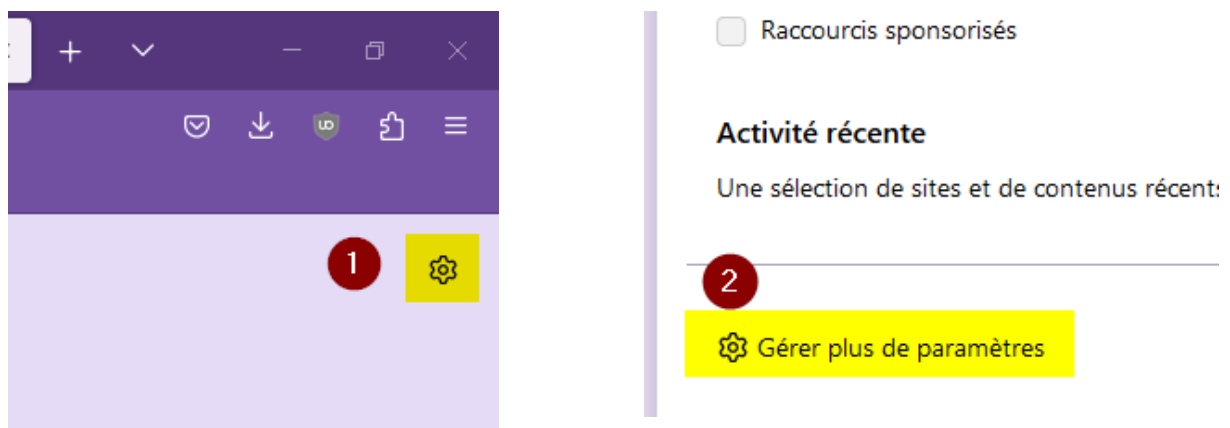 1
Raccourcis sponsorisés
Activité récente
Une sélection de sites et de contenus récents
2
Gérer plus de paramètres